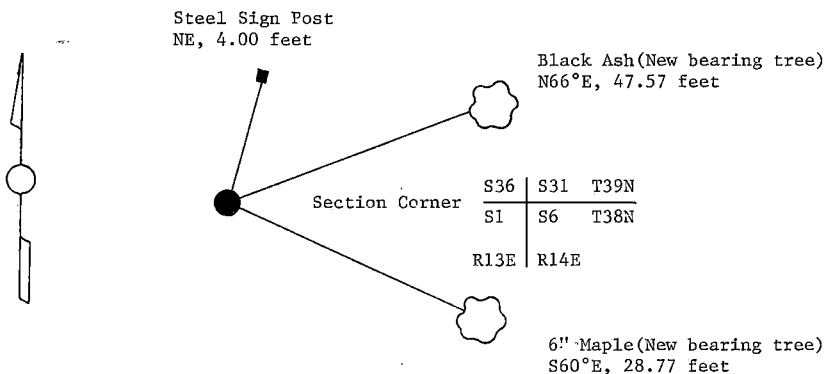 Steel Sign Post
NE, 4.00 feet
Black Ash(New bearing tree)
N66°E, 47.57 feet
Section Corner
S36 S31 T39N
S1 S6 T38N
R13E R14E
6" Maple(New bearing tree)
S60°E, 28.77 feet